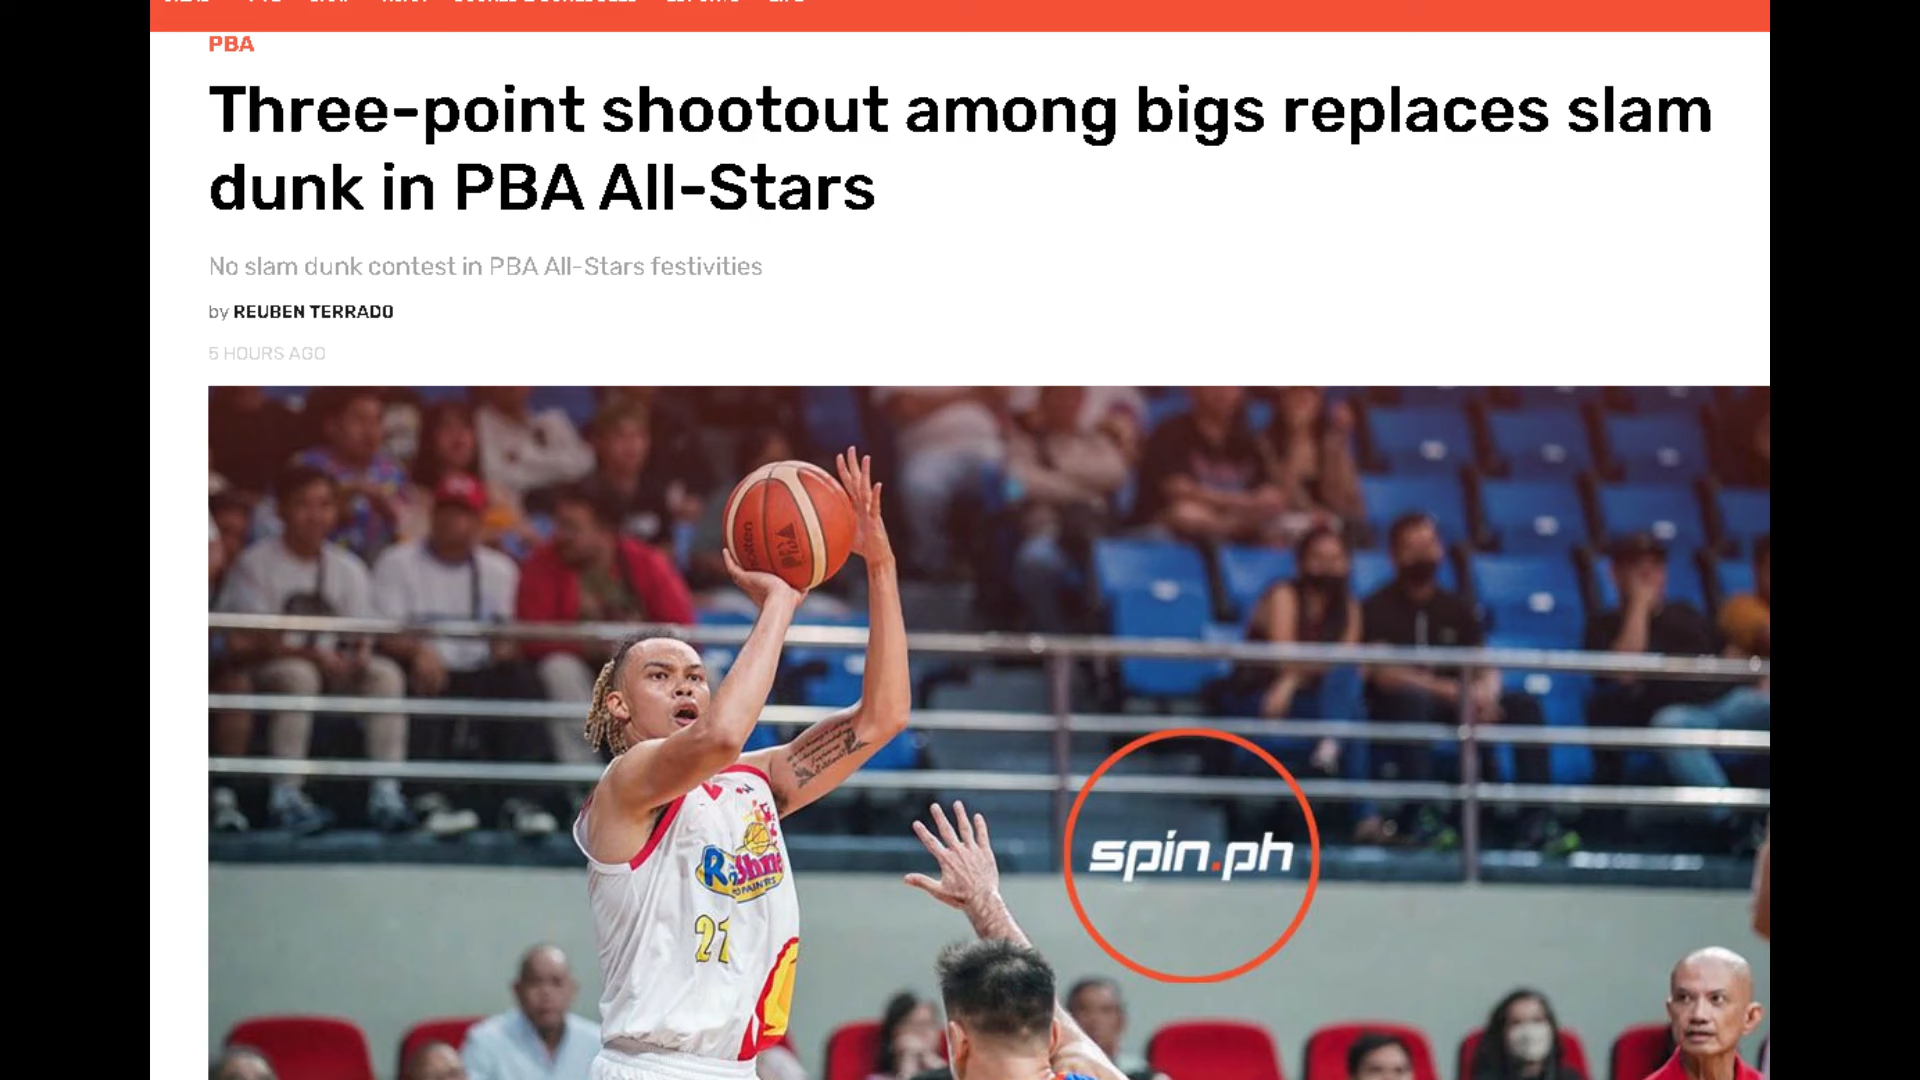 PBA
Three-point shootout among bigs replaces slam
dunk in PBA All-Stars
No slam dunk contest in PBA All-Stars festivities
by REUBEN TERRADO
5 HOURS AGO
spin.ph
21